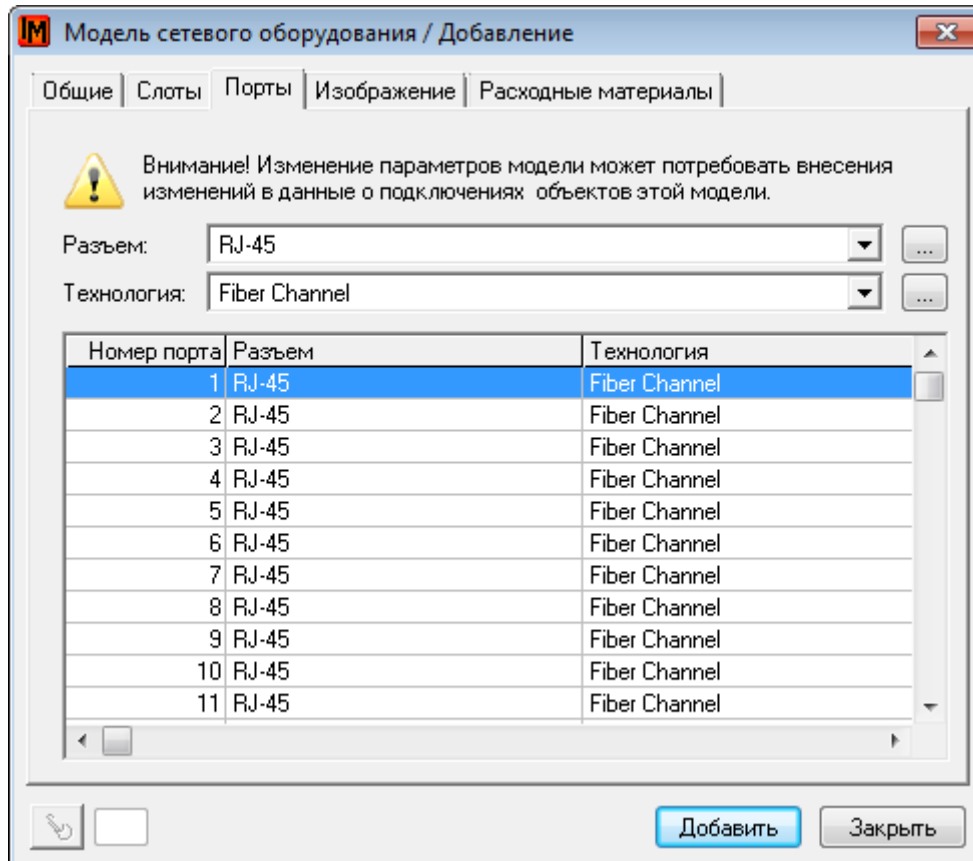 IM Модель сетевого оборудования / Добавление
Общие Слоты Порты Изображение Расходные материалы
Внимание! Изменение параметров модели может потребовать внесения
изменений в данные о подключениях объектов этой модели.
Разъем: RJ-45 ...
Технология: Fiber Channel ...
Номер порта Разъем Технология
1 RJ-45 Fiber Channel
2 RJ-45 Fiber Channel
3 RJ-45 Fiber Channel
4 RJ-45 Fiber Channel
5 RJ-45 Fiber Channel
6 RJ-45 Fiber Channel
7 RJ-45 Fiber Channel
8 RJ-45 Fiber Channel
9 RJ-45 Fiber Channel
10 RJ-45 Fiber Channel
11 RJ-45 Fiber Channel
Добавить Закрыть